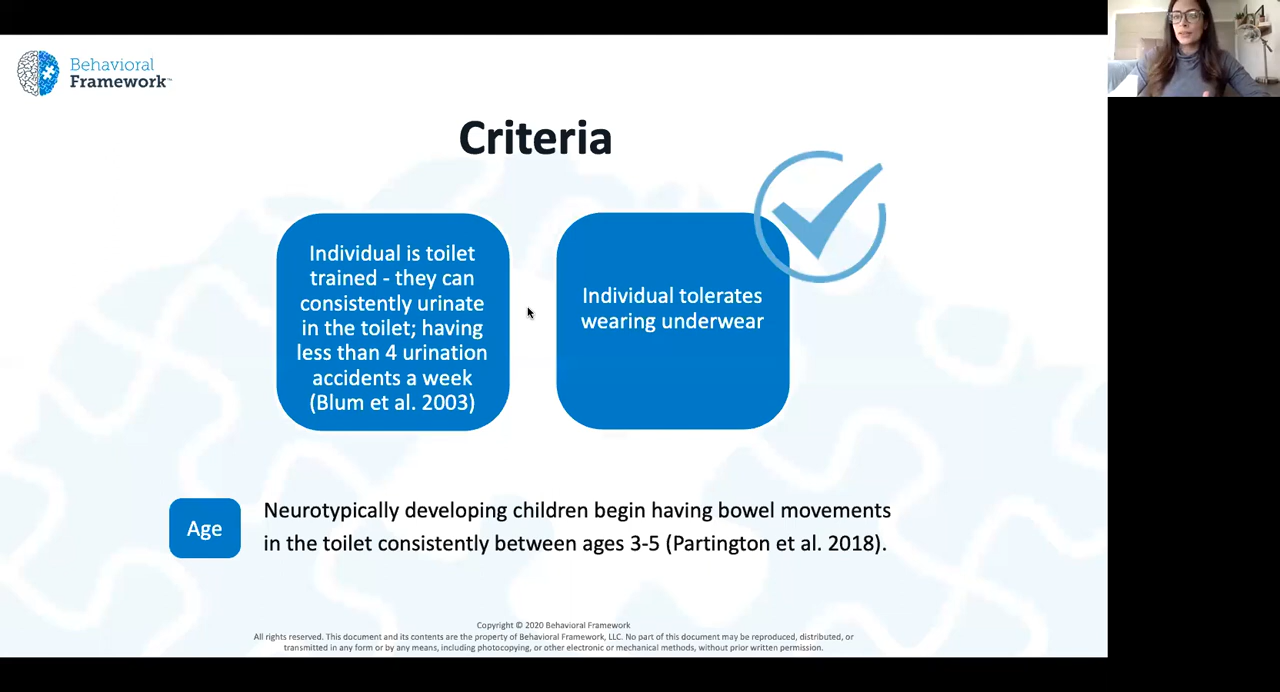 Behavioral
Framework™
Criteria
Individual is toilet
trained - they can
consistently urinate
in the toilet; having
less than 4 urination
accidents a week
(Blum et al. 2003)
Individual tolerates
wearing underwear
Age
Neurotypically developing children begin having bowel movements
in the toilet consistently between ages 3-5 (Partington et al. 2018).
Copyright © 2020 Behavioral Framework
All rights reserved. This document and its contents are the property of Behavioral Framework, LLC. No part of this document may be reproduced, distributed, or
transmitted in any form or by any means, including photocopying, or other electronic or mechanical methods, without prior written permission.